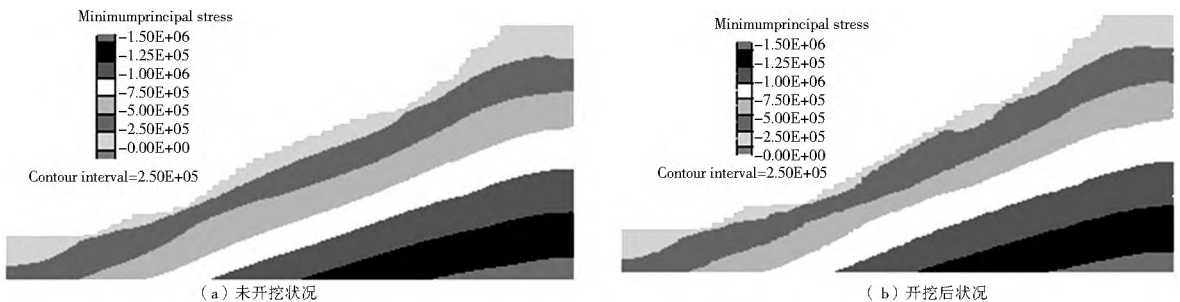 Minimumprincipal stress
-1.50E+06
-1.25E+05
-1.00E+06
-7.50E+05
-5.00E+05
-2.50E+05
-0.00E+00
Contour interval=2.50E+05
(a)未开挖状况
Minimumprincipal stress
-1.50E+06
-1.25E+05
-1.00E+06
-7.50E+05
-5.00E+05
-2.50E+05
-0.00E+00
Contour interval=2.50E+05
(b)开挖后状况